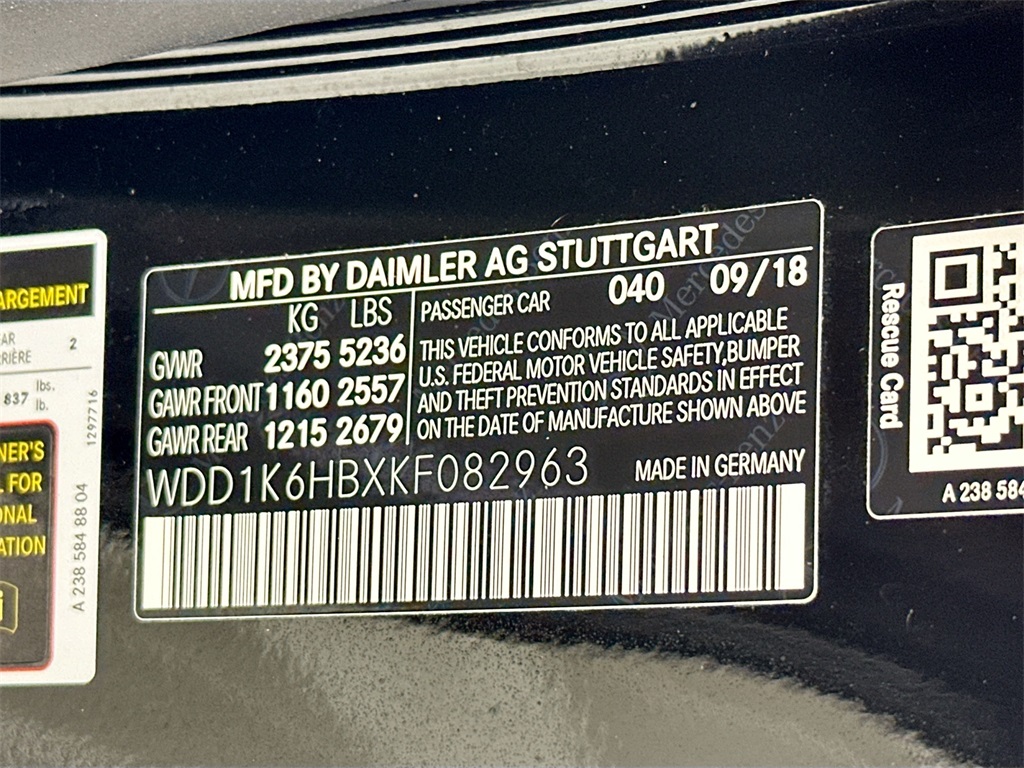 ARGEMENT
2
RIÈRE
837 lbs.
lb.
1297716
NER'S
L FOR
ONAL
ATION
i
A 238 584 88 04
MFD BY DAIMLER AG STUTTGART
KG LBS
GVWR 2375 5236
GAWR FRONT 1160 2557
GAWR REAR 1215 2679
PASSENGER CAR 040 09/18
THIS VEHICLE CONFORMS TO ALL APPLICABLE
U.S. FEDERAL MOTOR VEHICLE SAFETY,BUMPER
AND THEFT PREVENTION STANDARDS IN EFFECT
ON THE DATE OF MANUFACTURE SHOWN ABOVE
WDD1K6HBXKF082963
MADE IN GERMANY
Rescue Card
A 238 584